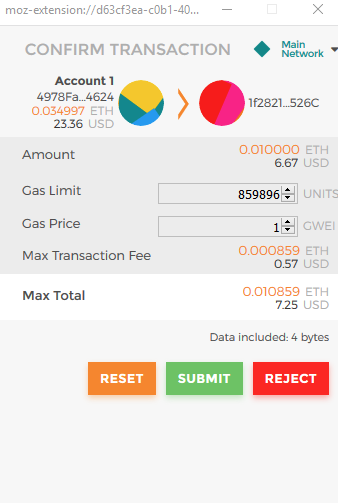 moz-extension://d63cf3ea-c0b1-40...
CONFIRM TRANSACTION
Main
Network
Account 1
4978Fa...4624
0.034997 ETH
23.36 USD
1f2821...526C
Amount
0.010000 ETH
6.67 USD
Gas Limit
859896 UNITS
Gas Price
1 GWEI
Max Transaction Fee
0.000859 ETH
0.57 USD
Max Total
0.010859 ETH
7.25 USD
Data included: 4 bytes
RESET SUBMIT REJECT